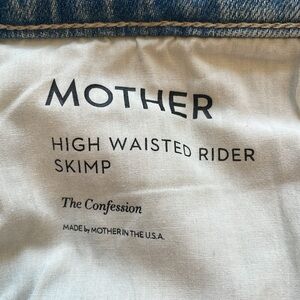 MOTHER
HIGH WAISTED RIDER
SKIMP
The Confession
MADE by MOTHER IN THE U.S.A.